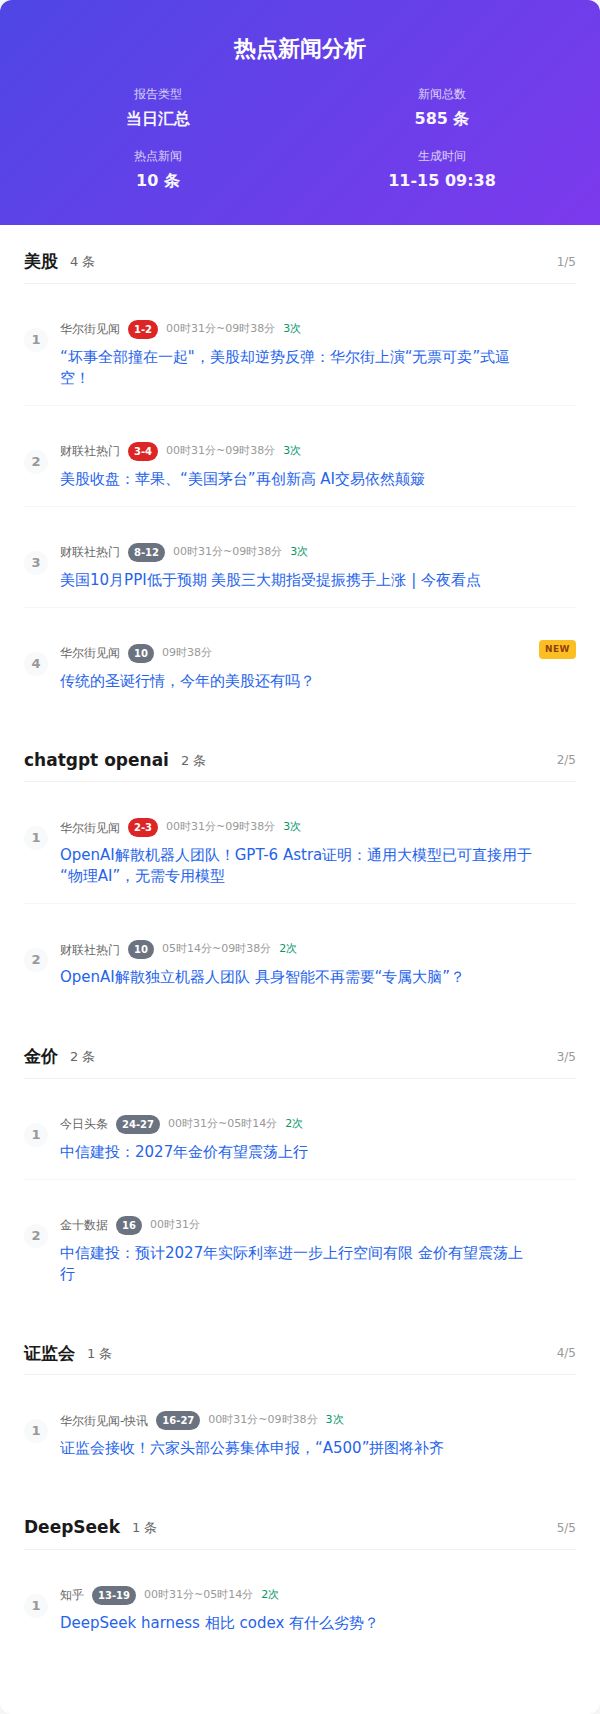 热点新闻分析
报告类型
新闻总数
当日汇总
585 条
热点新闻
生成时间
10 条
11-15 09:38
美股 4 条 1/5
1 华尔街见闻 1-2 00时31分~09时38分 3次
“坏事全部撞在一起"，美股却逆势反弹：华尔街上演“无票可卖”式逼
空！
2 财联社热门 3-4 00时31分~09时38分 3次
美股收盘：苹果、“美国茅台”再创新高 AI交易依然颠簸
3 财联社热门 8-12 00时31分~09时38分 3次
美国10月PPI低于预期 美股三大期指受提振携手上涨 | 今夜看点
4 华尔街见闻 10 09时38分 NEW
传统的圣诞行情，今年的美股还有吗？
chatgpt openai 2 条 2/5
1 华尔街见闻 2-3 00时31分~09时38分 3次
OpenAI解散机器人团队！GPT-6 Astra证明：通用大模型已可直接用于
“物理AI”，无需专用模型
2 财联社热门 10 05时14分~09时38分 2次
OpenAI解散独立机器人团队 具身智能不再需要“专属大脑”？
金价 2 条 3/5
1 今日头条 24-27 00时31分~05时14分 2次
中信建投：2027年金价有望震荡上行
2 金十数据 16 00时31分
中信建投：预计2027年实际利率进一步上行空间有限 金价有望震荡上
行
证监会 1 条 4/5
1 华尔街见闻-快讯 16-27 00时31分~09时38分 3次
证监会接收！六家头部公募集体申报，“A500”拼图将补齐
DeepSeek 1 条 5/5
1 知乎 13-19 00时31分~05时14分 2次
DeepSeek harness 相比 codex 有什么劣势？